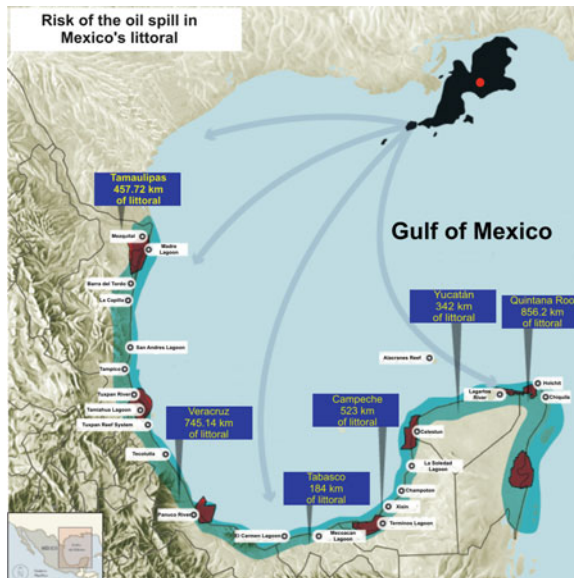 Risk of the oil spill in
Mexico's littoral
Tamaulipas
457.72 km
of littoral
Mezquital
Madre
Lagoon
Barra del Tordo
La Capilla
San Andres Lagoon
Tampico
Tuxpan River
Tamiahua Lagoon
Tuxpan Reef System
Tecolutla
Veracruz
745.14 km
of littoral
Panuco River
El Carmen Lagoon
Tabasco
184 km
of littoral
Mecoacan
Lagoon
Campeche
523 km
of littoral
Terminos Lagoon
Xlain
Champoton
La Soledad
Lagoon
Celestun
Alacranes Reef
Gulf of Mexico
Yucatán
342 km
of littoral
Lagartos
River
Quintana Roo
856.2 km
of littoral
Holchit
Chiquila
MÉXICO